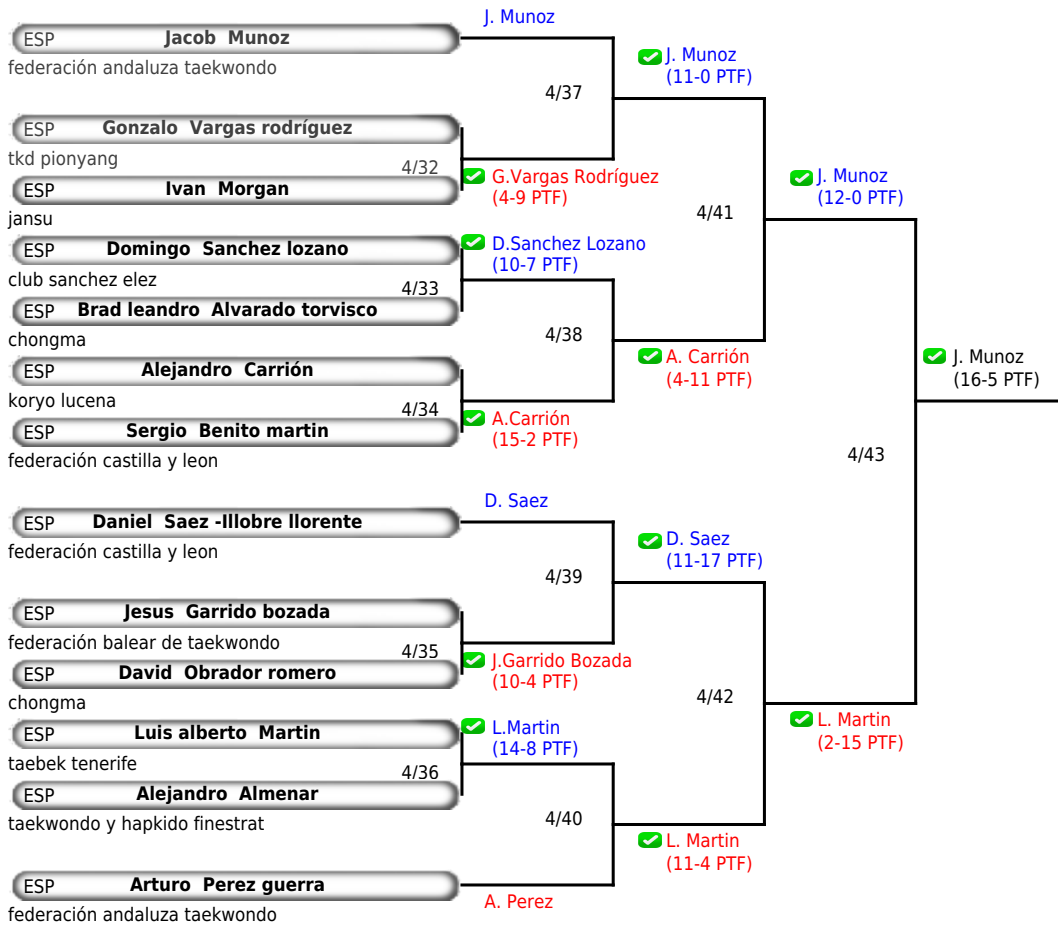 J. Munoz
ESP Jacob Munoz
federación andaluza taekwondo
J. Munoz
(11-0 PTF)
4/37
ESP Gonzalo Vargas rodríguez
tkd pionyang
4/32
G.Vargas Rodríguez
(4-9 PTF)
ESP Ivan Morgan
jansu
J. Munoz
(12-0 PTF)
4/41
ESP Domingo Sanchez lozano
D.Sanchez Lozano
(10-7 PTF)
club sanchez elez
4/33
ESP Brad leandro Alvarado torvisco
chongma
4/38
A. Carrión
(4-11 PTF)
J. Munoz
(16-5 PTF)
ESP Alejandro Carrión
koryo lucena
4/34
A.Carrión
(15-2 PTF)
ESP Sergio Benito martin
federación castilla y leon
4/43
D. Saez
ESP Daniel Saez -Illobre llorente
federación castilla y leon
D. Saez
(11-17 PTF)
4/39
ESP Jesus Garrido bozada
federación balear de taekwondo
4/35
J.Garrido Bozada
(10-4 PTF)
ESP David Obrador romero
chongma
4/42
L. Martin
(2-15 PTF)
ESP Luis alberto Martin
L.Martin
(14-8 PTF)
taebek tenerife
4/36
ESP Alejandro Almenar
taekwondo y hapkido finestrat
4/40
L. Martin
(11-4 PTF)
ESP Arturo Perez guerra
A. Perez
federación andaluza taekwondo